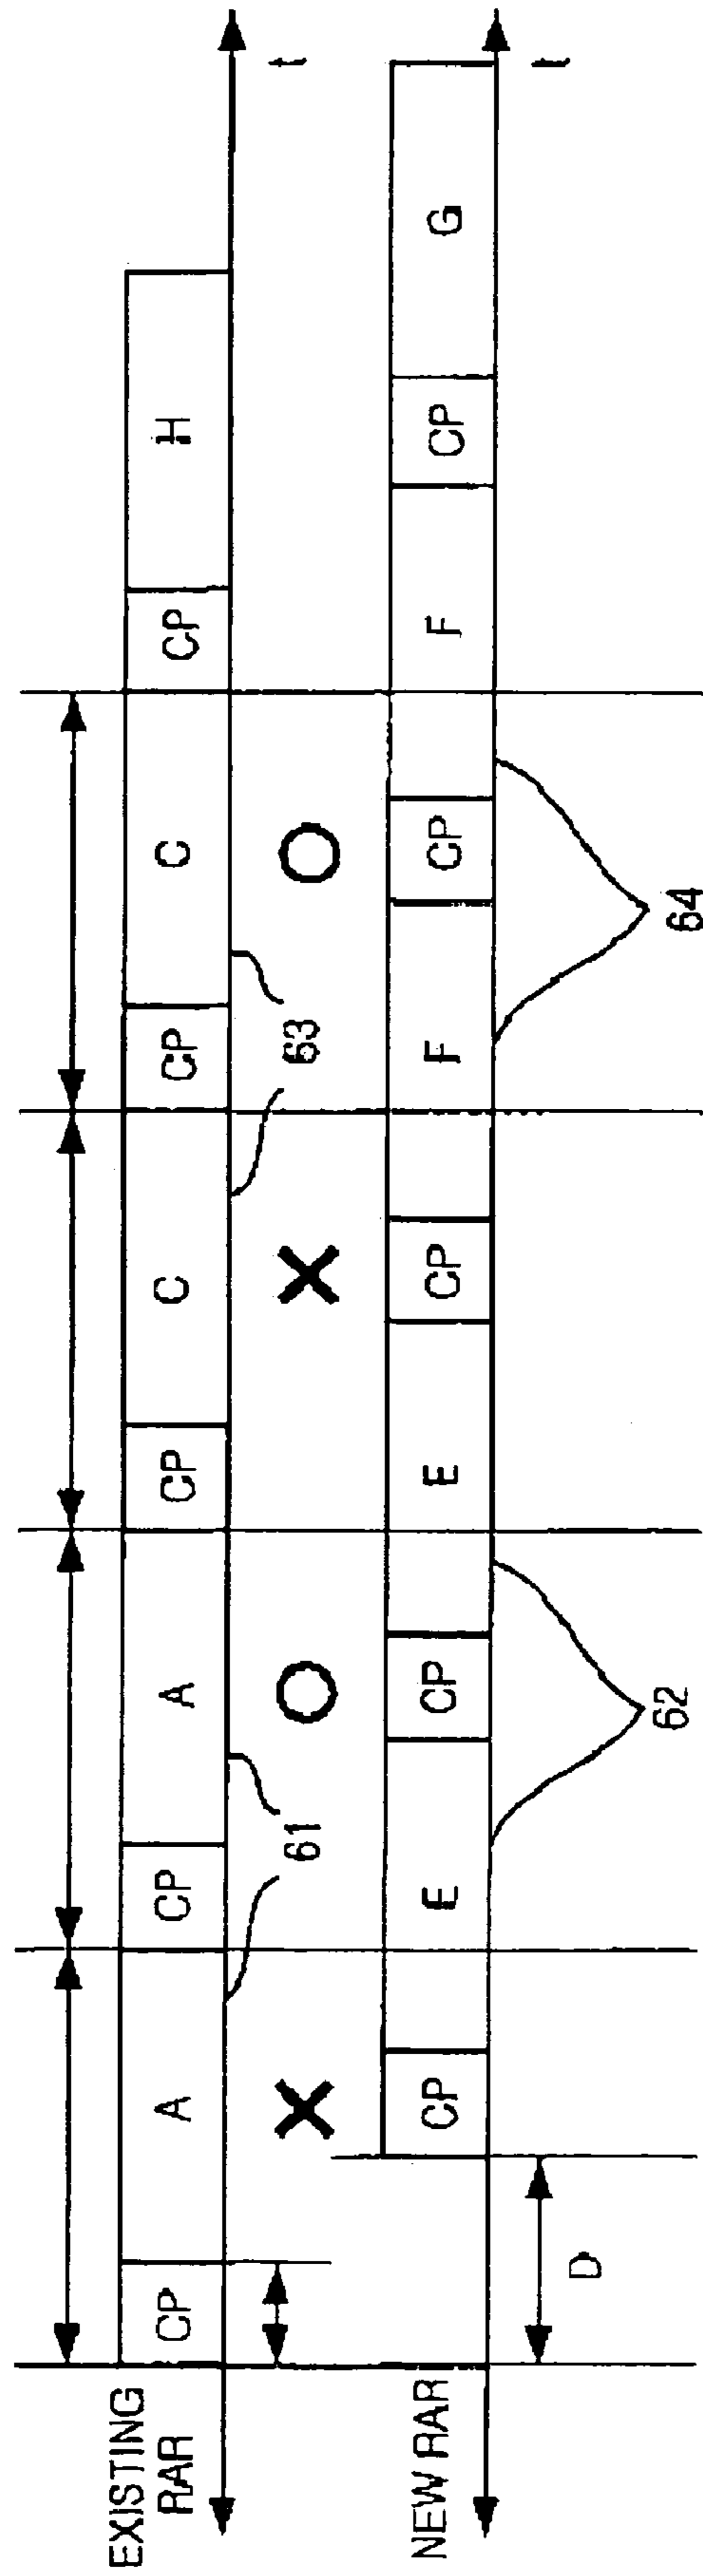 EXISTING
RAR
CP A CP A CP C CP C CP H
t
61
63
NEW RAR
CP E CP E CP F CP F CP G
t
D
62
64